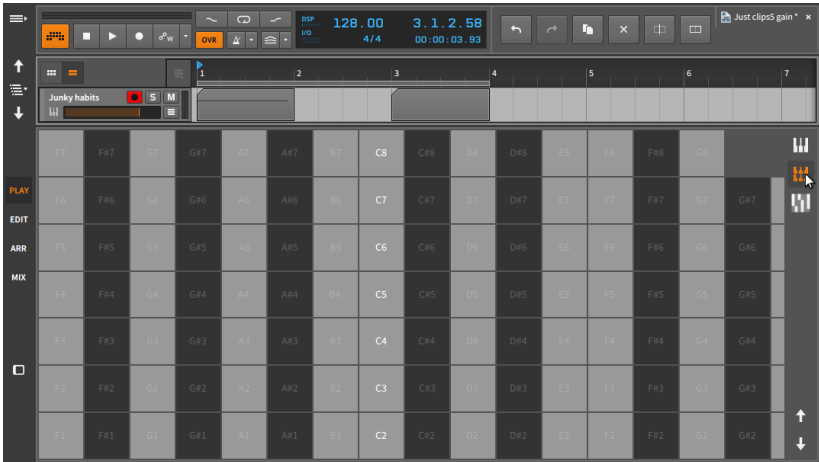 DSP 128.00 3.1.2.58
I/O 4/4 00:00:03.93
W OVR
Just clips5 gain * ×
1 2 3 4 5 6 7
Junky habits S M
PLAY
EDIT
ARR
MIX
F7 F#7 G7 G#7 A7 A#7 B7 C8 C#8 D8 D#8 E8 F8 F#8 G8
F6 F#6 G6 G#6 A6 A#6 B6 C7 C#7 D7 D#7 E7 F7 F#7 G7 G#7
F5 F#5 G5 G#5 A5 A#5 B5 C6 C#6 D6 D#6 E6 F6 F#6 G6 G#6
F4 F#4 G4 G#4 A4 A#4 B4 C5 C#5 D5 D#5 E5 F5 F#5 G5 G#5
F3 F#3 G3 G#3 A3 A#3 B3 C4 C#4 D4 D#4 E4 F4 F#4 G4 G#4
F2 F#2 G2 G#2 A2 A#2 B2 C3 C#3 D3 D#3 E3 F3 F#3 G3 G#3
F1 F#1 G1 G#1 A1 A#1 B1 C2 C#2 D2 D#2 E2 F2 F#2 G2 G#2